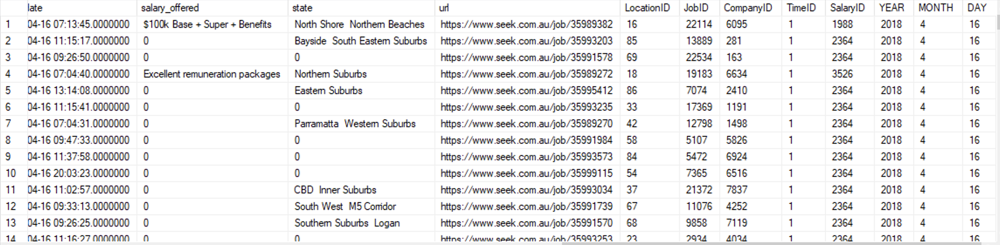 late salary_offered state url LocationID JobID CompanyID TimeID SalaryID YEAR MONTH DAY
1 04-16 07:13:45.0000000 $100k Base + Super + Benefits North Shore  Northern Beaches https://www.seek.com.au/job/35989382 16 22114 6095 1 1988 2018 4 16
2 04-16 11:15:17.0000000 0 Bayside  South Eastern Suburbs https://www.seek.com.au/job/35993203 85 13889 281 1 2364 2018 4 16
3 04-16 09:26:50.0000000 0 0 https://www.seek.com.au/job/35991578 69 22534 163 1 2364 2018 4 16
4 04-16 07:04:40.0000000 Excellent remuneration packages Northern Suburbs https://www.seek.com.au/job/35989272 18 19183 6634 1 3526 2018 4 16
5 04-16 13:14:08.0000000 0 Eastern Suburbs https://www.seek.com.au/job/35995412 86 7074 2410 1 2364 2018 4 16
6 04-16 11:15:41.0000000 0 0 https://www.seek.com.au/job/35993235 33 17369 1191 1 2364 2018 4 16
7 04-16 07:04:31.0000000 0 Parramatta  Western Suburbs https://www.seek.com.au/job/35989270 42 12798 1498 1 2364 2018 4 16
8 04-16 09:47:33.0000000 0 0 https://www.seek.com.au/job/35991984 58 5107 5826 1 2364 2018 4 16
9 04-16 11:37:58.0000000 0 0 https://www.seek.com.au/job/35993573 84 5472 6924 1 2364 2018 4 16
10 04-16 20:03:23.0000000 0 0 https://www.seek.com.au/job/35999115 54 7365 6516 1 2364 2018 4 16
11 04-16 11:02:57.0000000 0 CBD  Inner Suburbs https://www.seek.com.au/job/35993034 37 21372 7837 1 2364 2018 4 16
12 04-16 09:33:13.0000000 0 South West  M5 Corridor https://www.seek.com.au/job/35991739 67 11076 4252 1 2364 2018 4 16
13 04-16 09:26:25.0000000 0 Southern Suburbs  Logan https://www.seek.com.au/job/35991570 68 9858 7119 1 2364 2018 4 16
14 04-16 11:16:27.0000000 0 0 https://www.seek.com.au/job/35993253 23 2934 4034 1 2364 2018 4 16